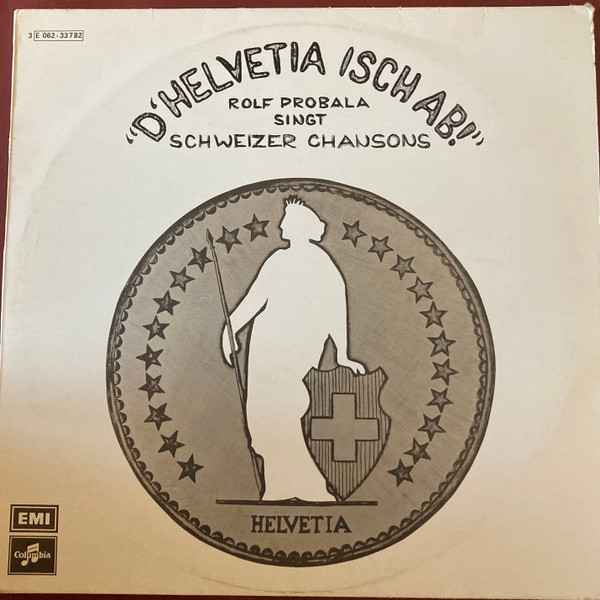 3 E 062-33782
"D'HELVETIA ISCH AB!"
ROLF PROBALA
SINGT
SCHWEIZER CHANSONS
HELVETIA
EMI
Columbia